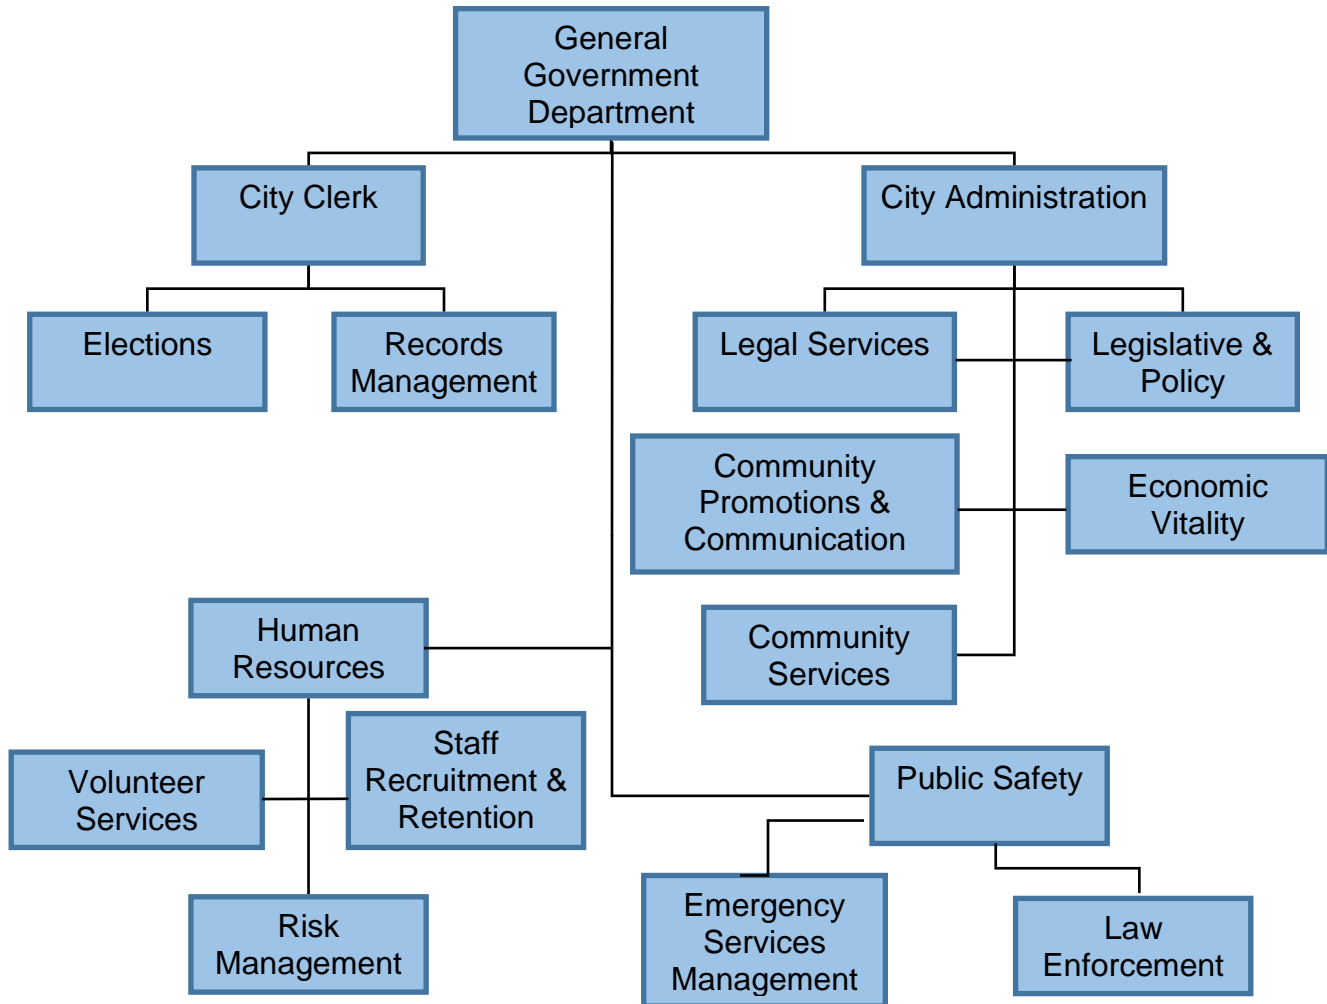 General
Government
Department
City Clerk
City Administration
Elections
Records
Management
Legal Services
Legislative &
Policy
Community
Promotions &
Communication
Economic
Vitality
Human
Resources
Community
Services
Volunteer
Services
Staff
Recruitment &
Retention
Public Safety
Risk
Management
Emergency
Services
Management
Law
Enforcement